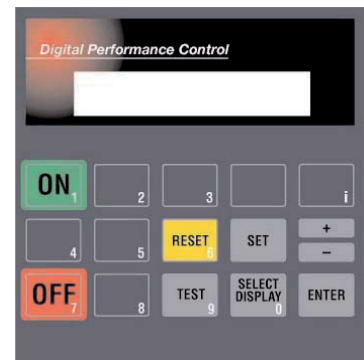 Digital Performance Control
ON 1
2
3
i
4
5
RESET 6
SET
+
−
OFF 7
8
TEST 9
SELECT
DISPLAY
0
ENTER